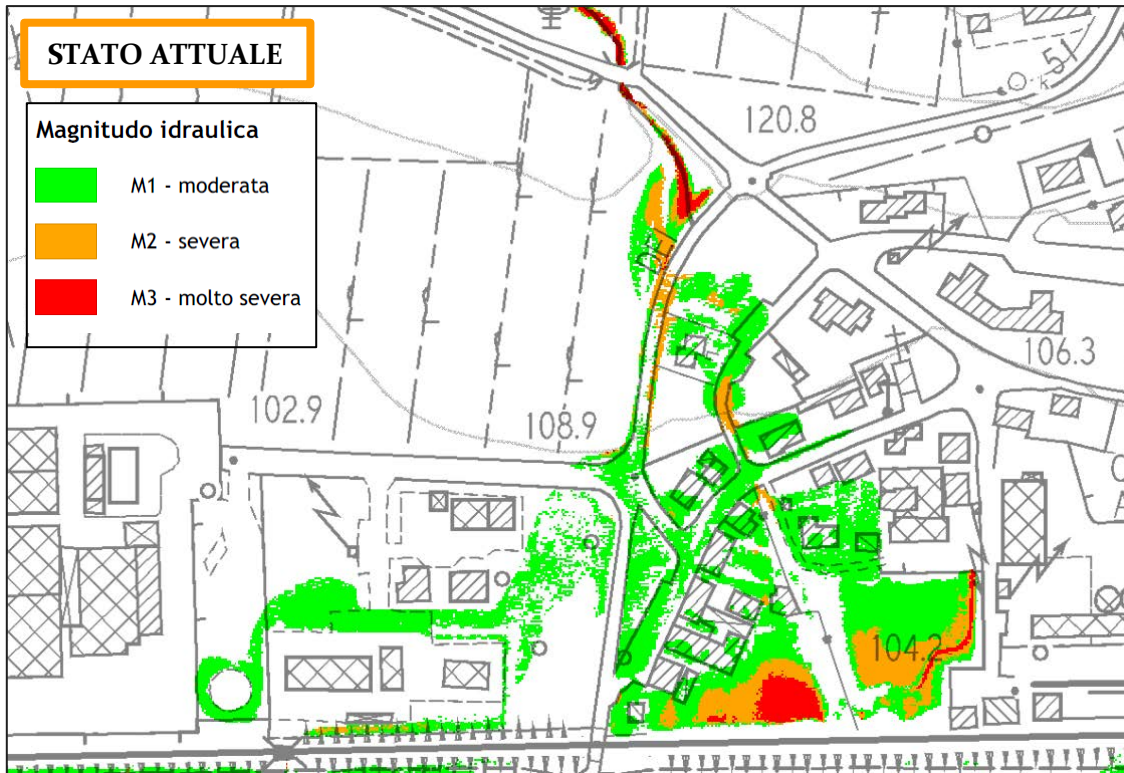 STATO ATTUALE
Magnitudo idraulica
M1 - moderata
M2 - severa
M3 - molto severa
51
120.8
106.3
102.9
108.9
104.2